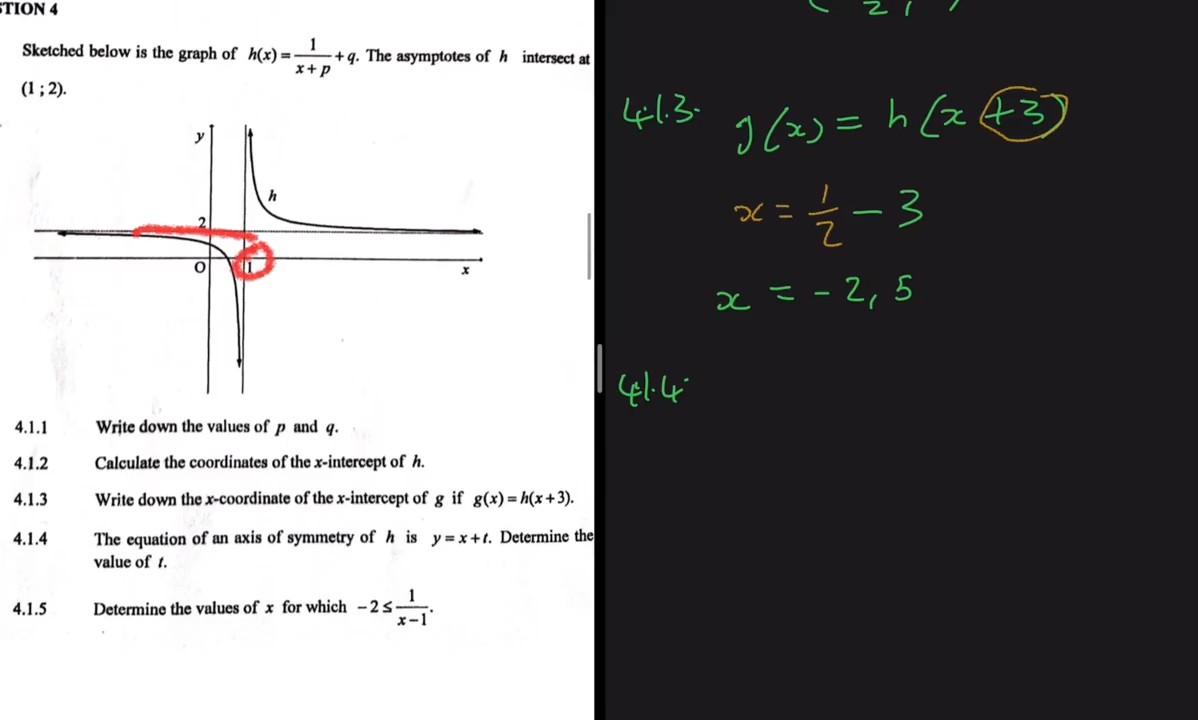 STION 4
Sketched below is the graph of h(x) = 1/(x + p) + q. The asymptotes of h intersect at
(1 ; 2).
y
h
2
O
1
x
4.1.1 Write down the values of p and q.
4.1.2 Calculate the coordinates of the x-intercept of h.
4.1.3 Write down the x-coordinate of the x-intercept of g if g(x) = h(x + 3).
4.1.4 The equation of an axis of symmetry of h is y = x + t. Determine the
value of t.
4.1.5 Determine the values of x for which −2 ≤ 1/(x − 1).
4.1.3. g(x) = h(x +3)
x = 1/2 − 3
x = −2,5
4.1.4.